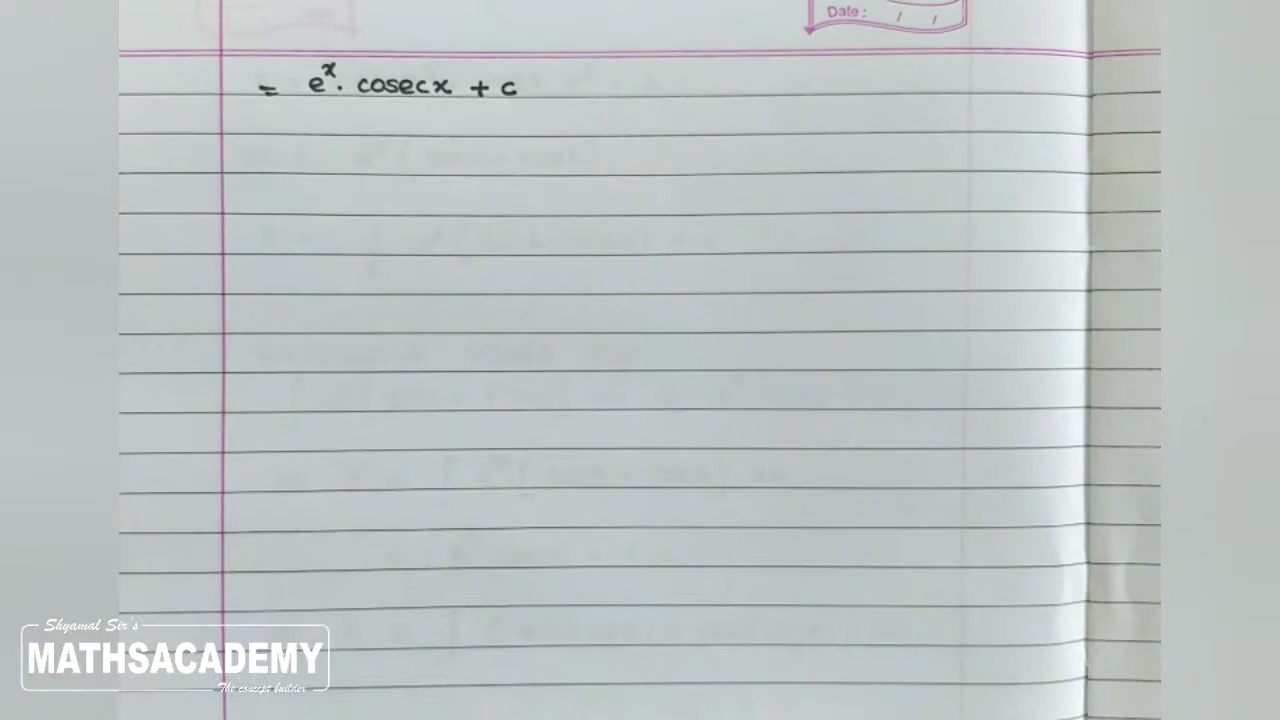 Date : / /
= eˣ. cosecx + c
Shyamal Sir's
MATHSACADEMY
The concept builder